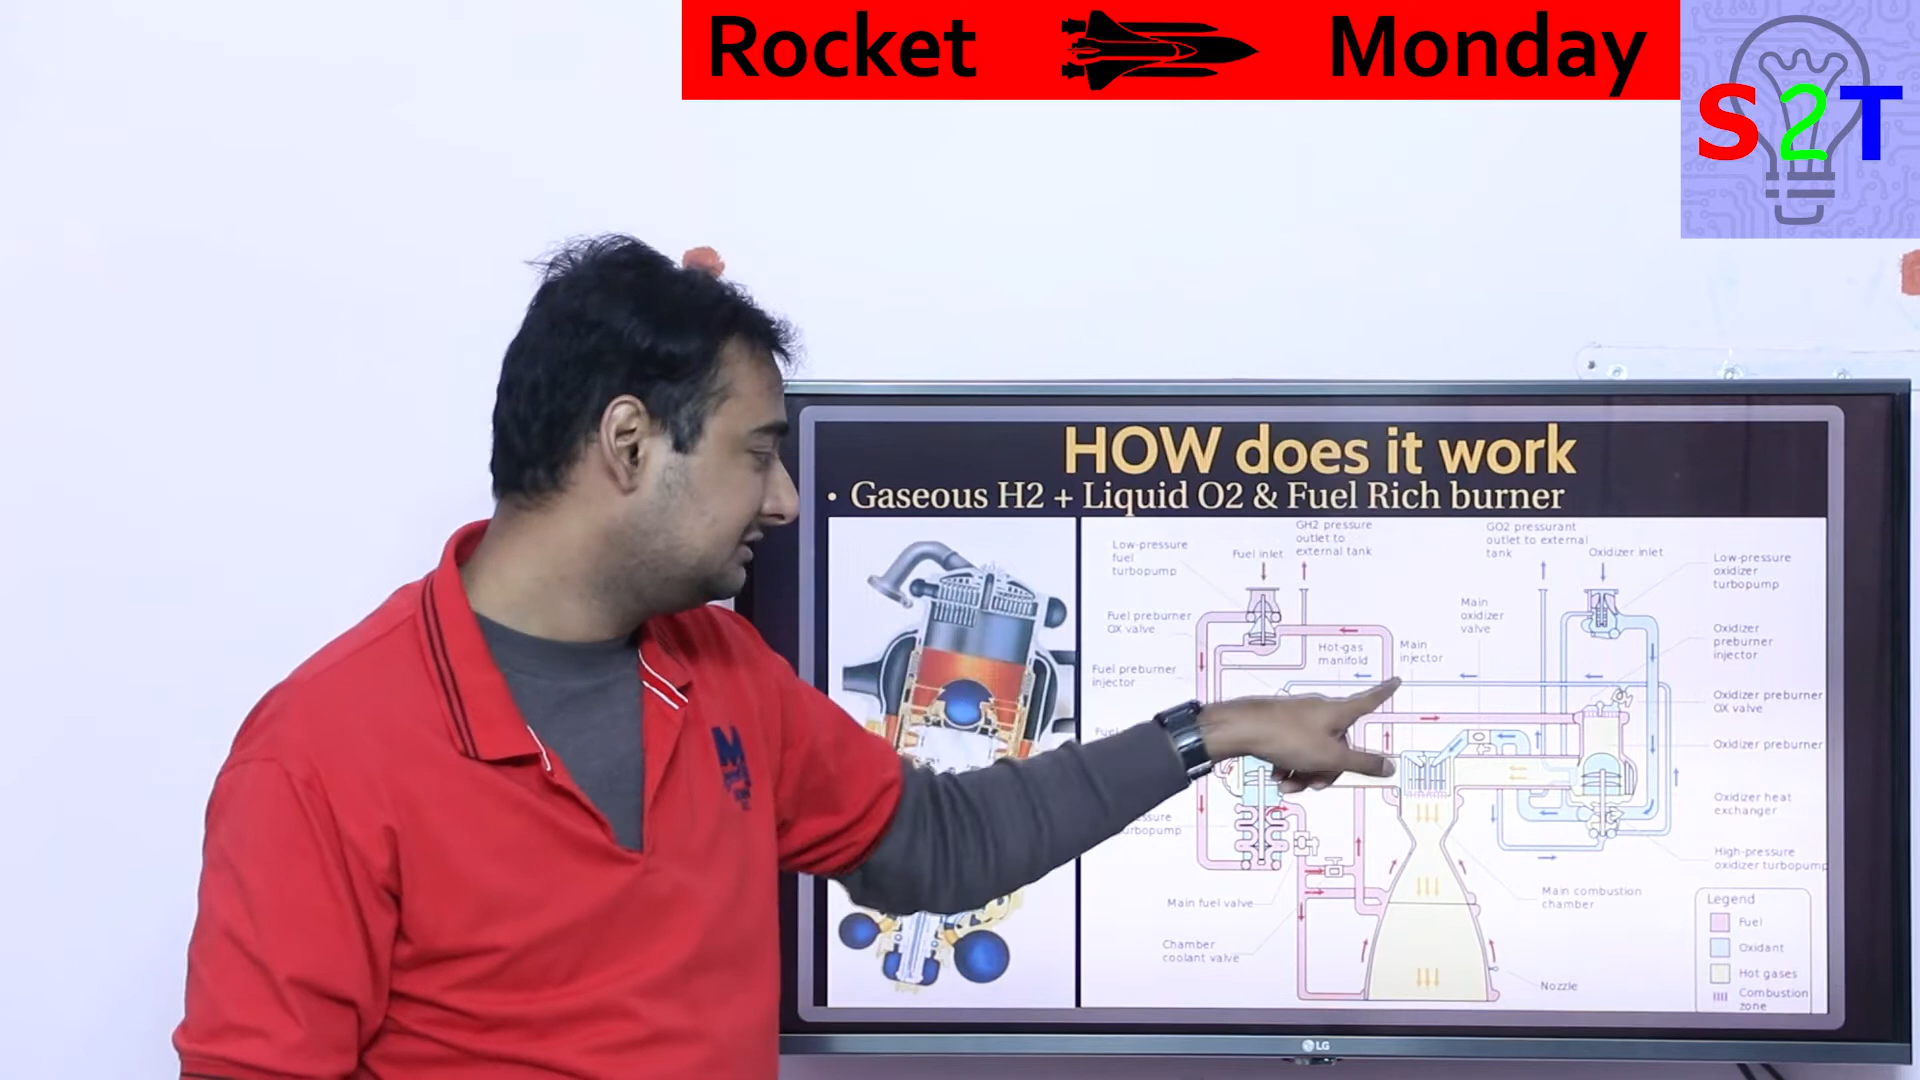 Rocket Monday
S2T
HOW does it work
• Gaseous H2 + Liquid O2 & Fuel Rich burner
GH2 pressure
outlet to
external tank
GO2 pressurant
outlet to external
tank
Low-pressure
fuel
turbopump
Fuel inlet
Oxidizer inlet
Low-pressure
oxidizer
turbopump
Fuel preburner
OX valve
Main
oxidizer
valve
Oxidizer
preburner
injector
Hot-gas
manifold
Main
injector
Fuel preburner
injector
Oxidizer preburner
OX valve
Oxidizer preburner
Oxidizer heat
exchanger
High-pressure
oxidizer turbopump
Main fuel valve
Main combustion
chamber
Chamber
coolant valve
Nozzle
Legend
Fuel
Oxidant
Hot gases
Combustion
zone
LG